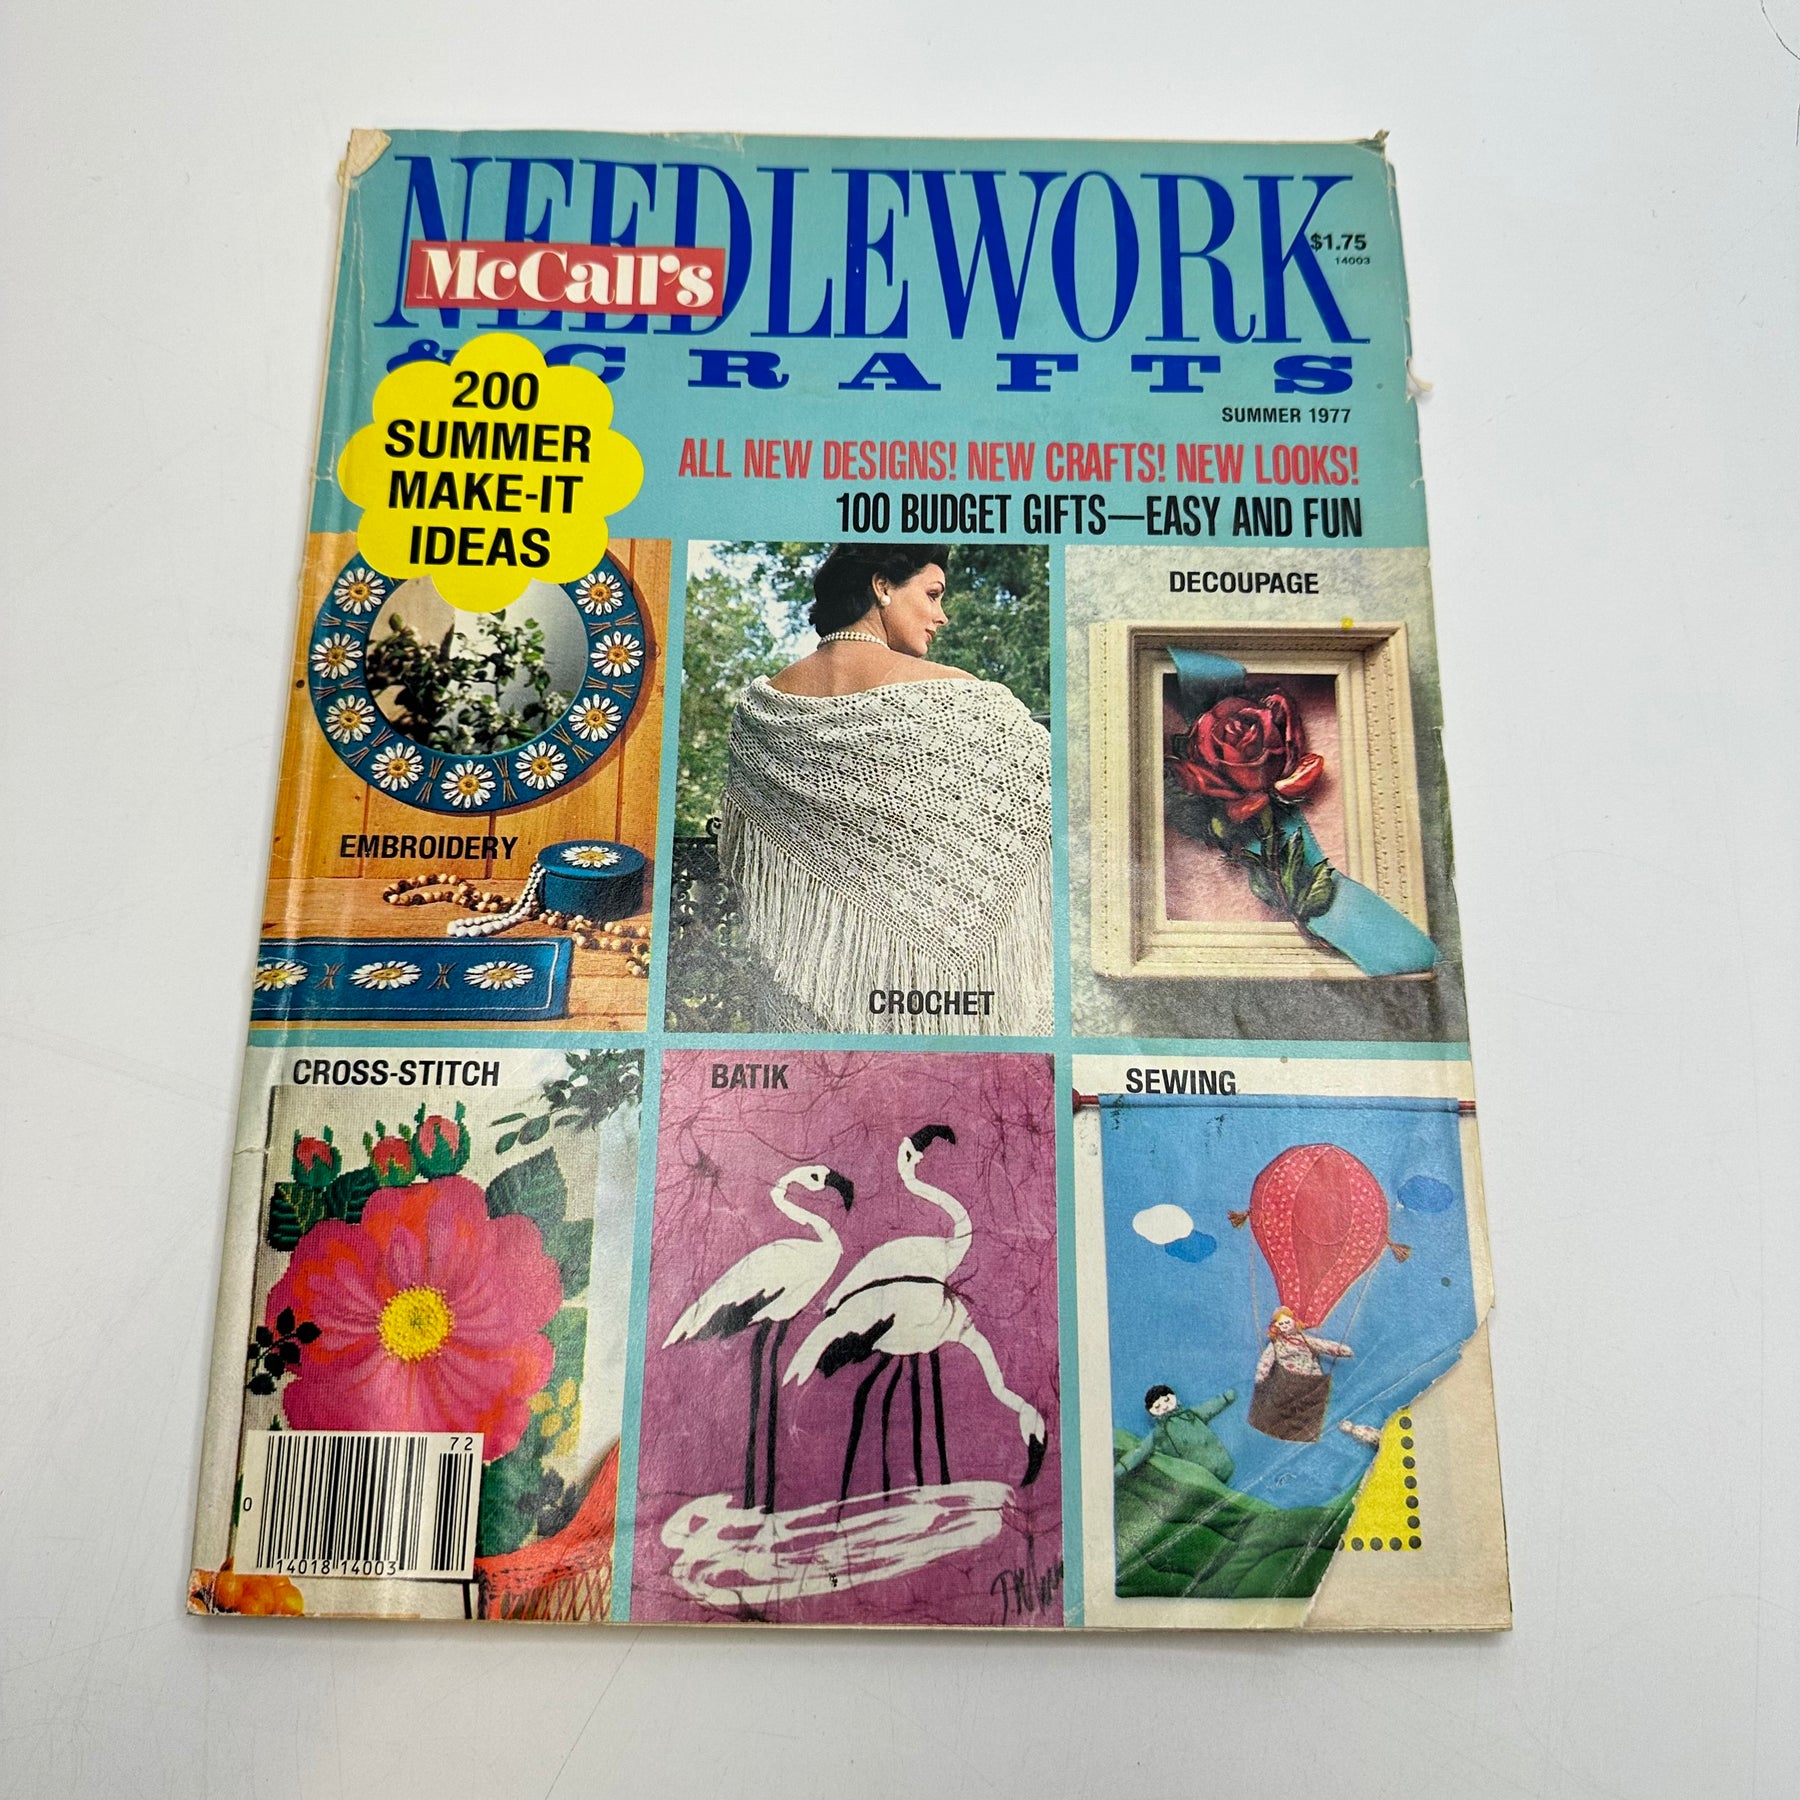 NEEDLEWORK
McCall's
& CRAFTS
$1.75
14003
SUMMER 1977
200
SUMMER
MAKE-IT
IDEAS
ALL NEW DESIGNS! NEW CRAFTS! NEW LOOKS!
100 BUDGET GIFTS—EASY AND FUN
EMBROIDERY
CROCHET
DECOUPAGE
CROSS-STITCH
BATIK
SEWING
72
0
14018 14003